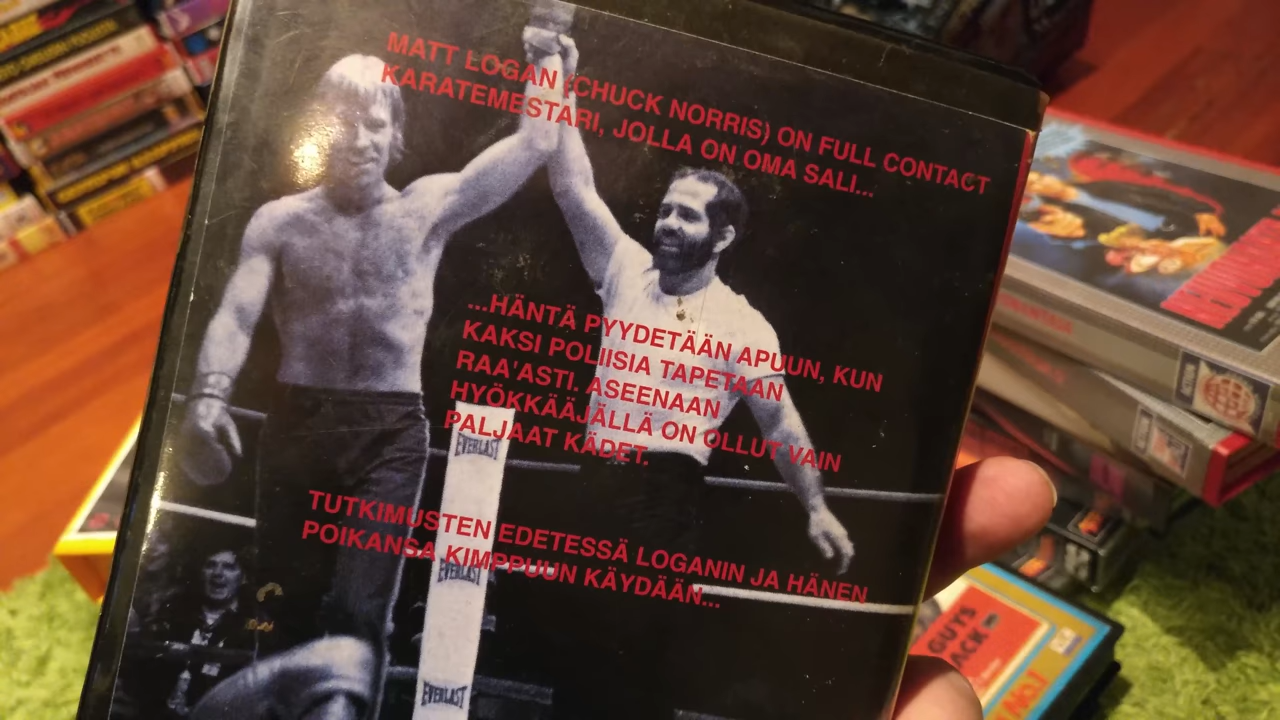 MATT LOGAN (CHUCK NORRIS) ON FULL CONTACT
KARATEMESTARI, JOLLA ON OMA SALI...
...HÄNTÄ PYYDETÄÄN APUUN, KUN
KAKSI POLIISIA TAPETAAN
RAA'ASTI. ASEENAAN
HYÖKKÄÄJÄLLÄ ON OLLUT VAIN
PALJAAT KÄDET.
TUTKIMUSTEN EDETESSÄ LOGANIN JA HÄNEN
POIKANSA KIMPPUUN KÄYDÄÄN...
EVERLAST
EVERLAST
EVERLAST
GUYS